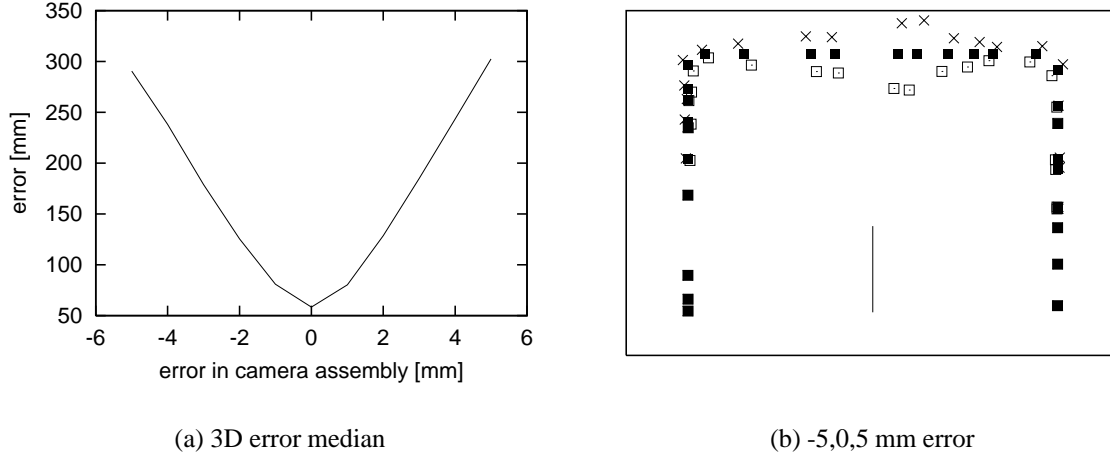 350
300
250
200
150
100
50
error [mm]
-6 -4 -2 0 2 4 6
error in camera assembly [mm]
(a) 3D error median
(b) -5,0,5 mm error